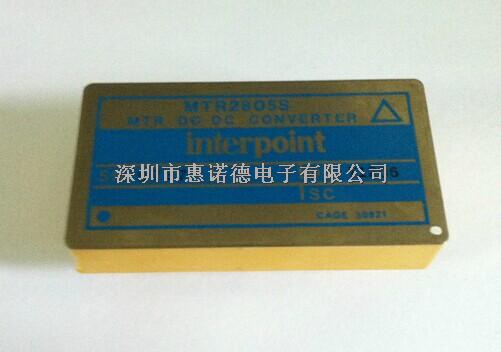 MTR2805S
MTR DC DC CONVERTER
interpoint
深圳市惠诺德电子有限公司
ISC
CAGE 50821